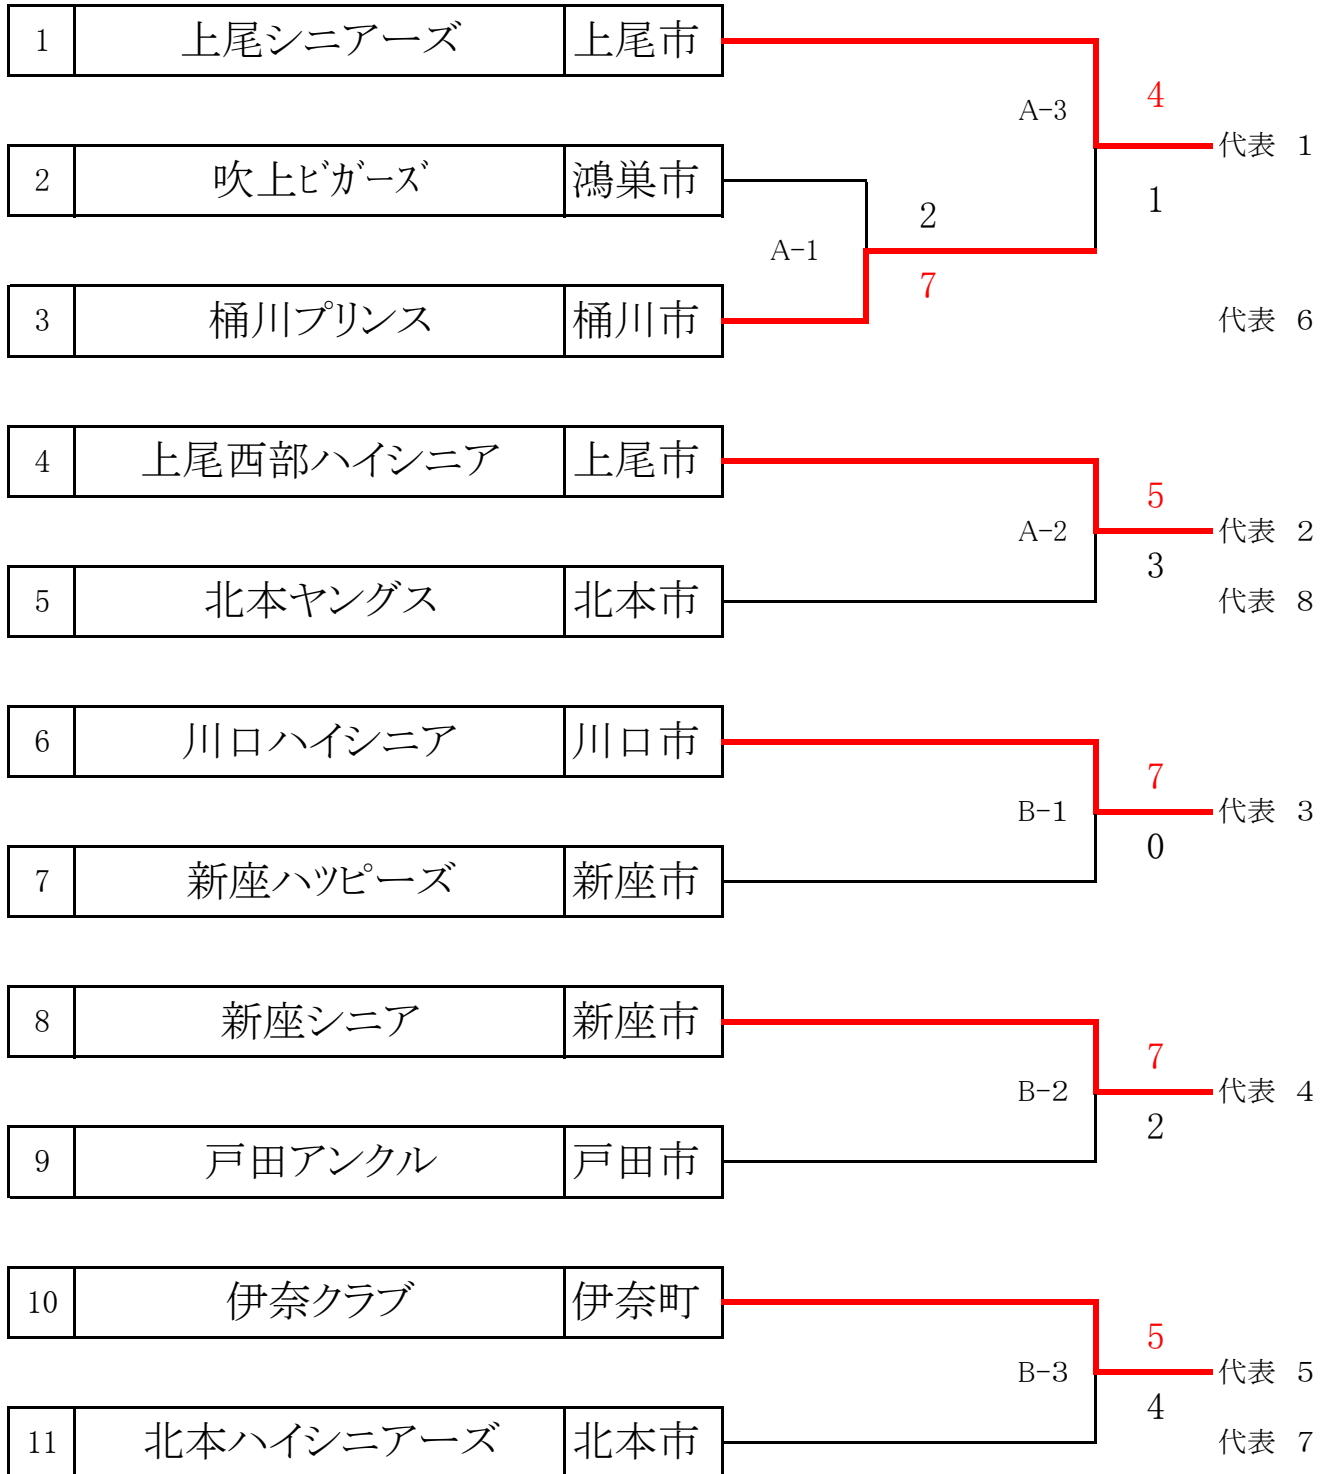 1 上尾シニアーズ 上尾市
4
A-3
代表 1
2 吹上ビガーズ 鴻巣市
1
2
A-1
7
3 桶川プリンス 桶川市
代表 6
4 上尾西部ハイシニア 上尾市
5
A-2
代表 2
3
5 北本ヤングス 北本市
代表 8
6 川口ハイシニア 川口市
7
B-1
代表 3
0
7 新座ハツピーズ 新座市
8 新座シニア 新座市
7
B-2
代表 4
2
9 戸田アンクル 戸田市
10 伊奈クラブ 伊奈町
5
B-3
代表 5
4
11 北本ハイシニアーズ 北本市
代表 7